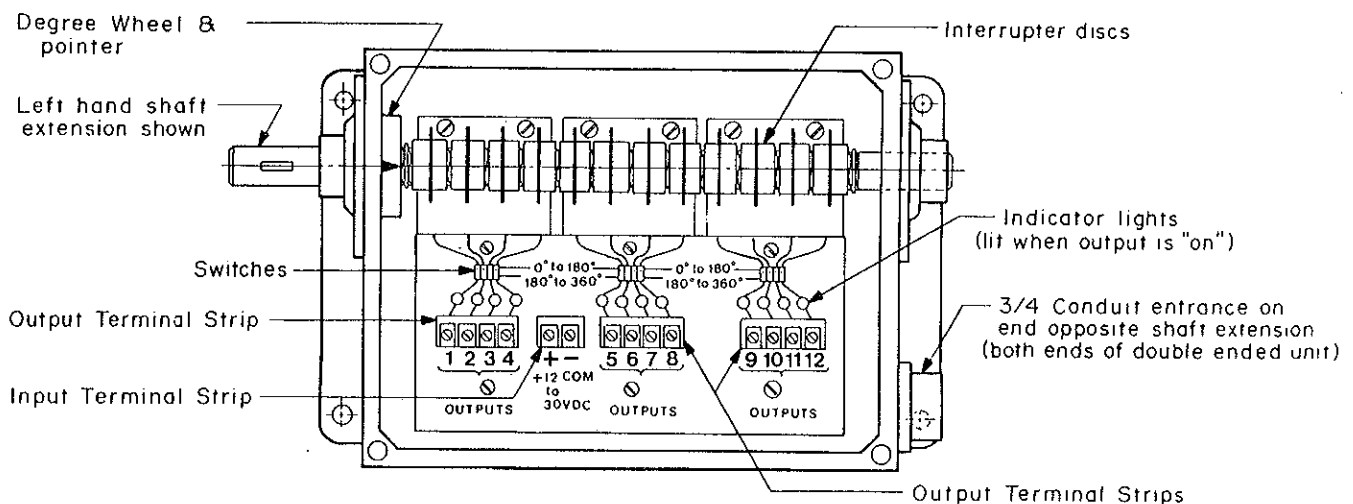 Degree Wheel &
pointer
Interrupter discs
Left hand shaft
extension shown
Indicator lights
(lit when output is "on")
Switches
0° to 180°
180° to 360°
0° to 180°
180° to 360°
3/4 Conduit entrance on
end opposite shaft extension
(both ends of double ended unit)
Output Terminal Strip
1 2 3 4
+ −
5 6 7 8
9 10 11 12
+12 COM
to
30VDC
Input Terminal Strip
OUTPUTS
OUTPUTS
OUTPUTS
Output Terminal Strips